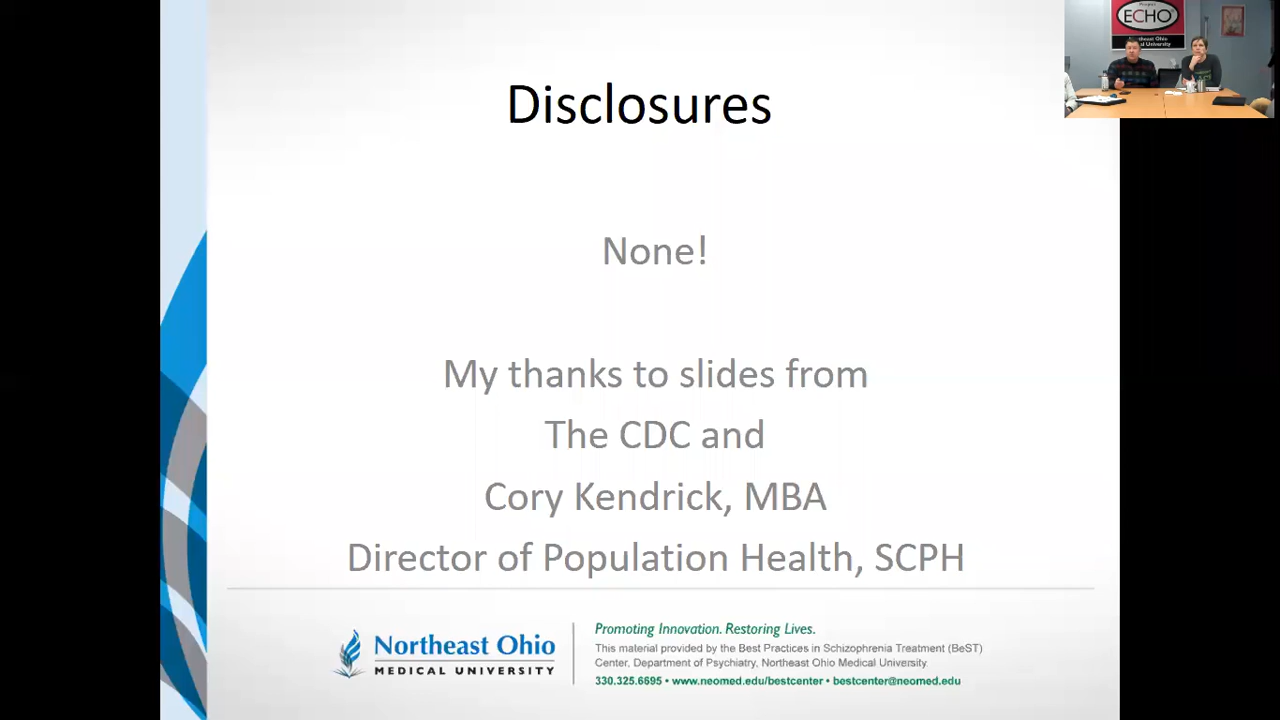 Disclosures
None!
My thanks to slides from
The CDC and
Cory Kendrick, MBA
Director of Population Health, SCPH
Northeast Ohio
MEDICAL UNIVERSITY
Promoting Innovation. Restoring Lives.
This material provided by the Best Practices in Schizophrenia Treatment (BeST)
Center, Department of Psychiatry, Northeast Ohio Medical University.
330.325.6695 • www.neomed.edu/bestcenter • bestcenter@neomed.edu
ECHO
Northeast Ohio
Medical University